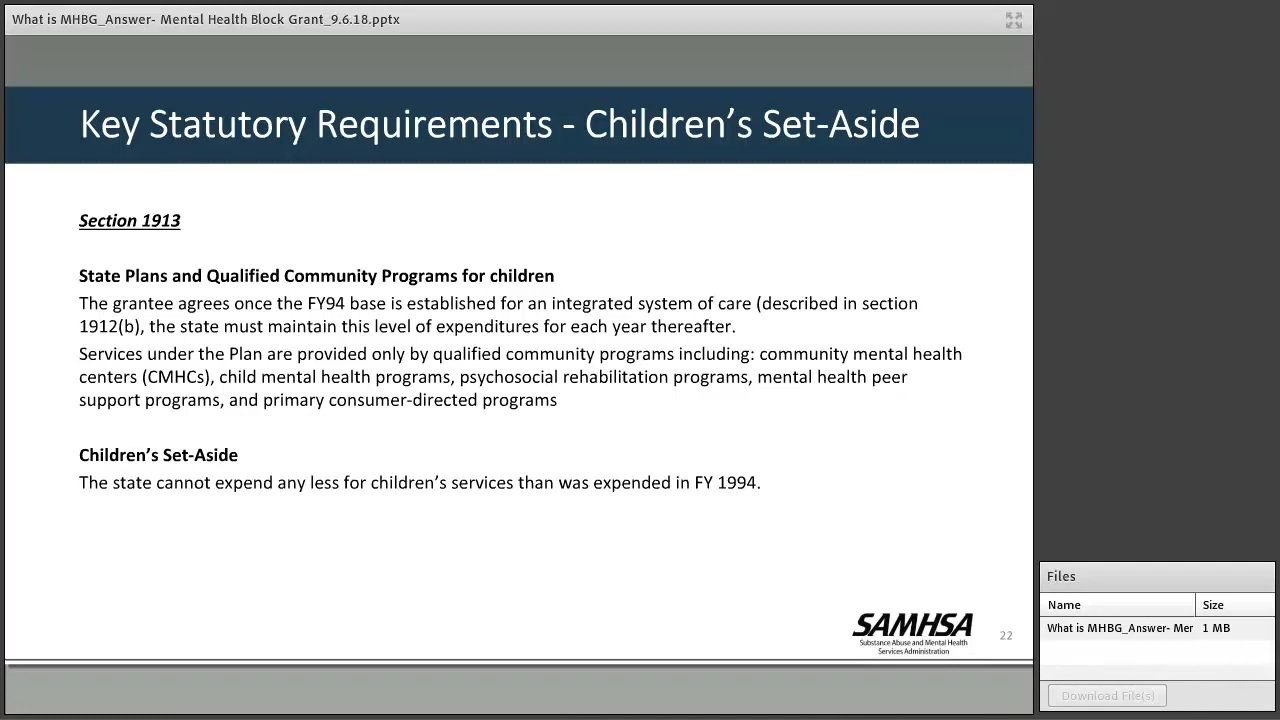 What is MHBG_Answer- Mental Health Block Grant_9.6.18.pptx
Key Statutory Requirements - Children’s Set-Aside
Section 1913
State Plans and Qualified Community Programs for children
The grantee agrees once the FY94 base is established for an integrated system of care (described in section
1912(b), the state must maintain this level of expenditures for each year thereafter.
Services under the Plan are provided only by qualified community programs including: community mental health
centers (CMHCs), child mental health programs, psychosocial rehabilitation programs, mental health peer
support programs, and primary consumer-directed programs
Children’s Set-Aside
The state cannot expend any less for children’s services than was expended in FY 1994.
SAMHSA
Substance Abuse and Mental Health
Services Administration
22
Files
Name Size
What is MHBG_Answer- Mer 1 MB
Download File(s)